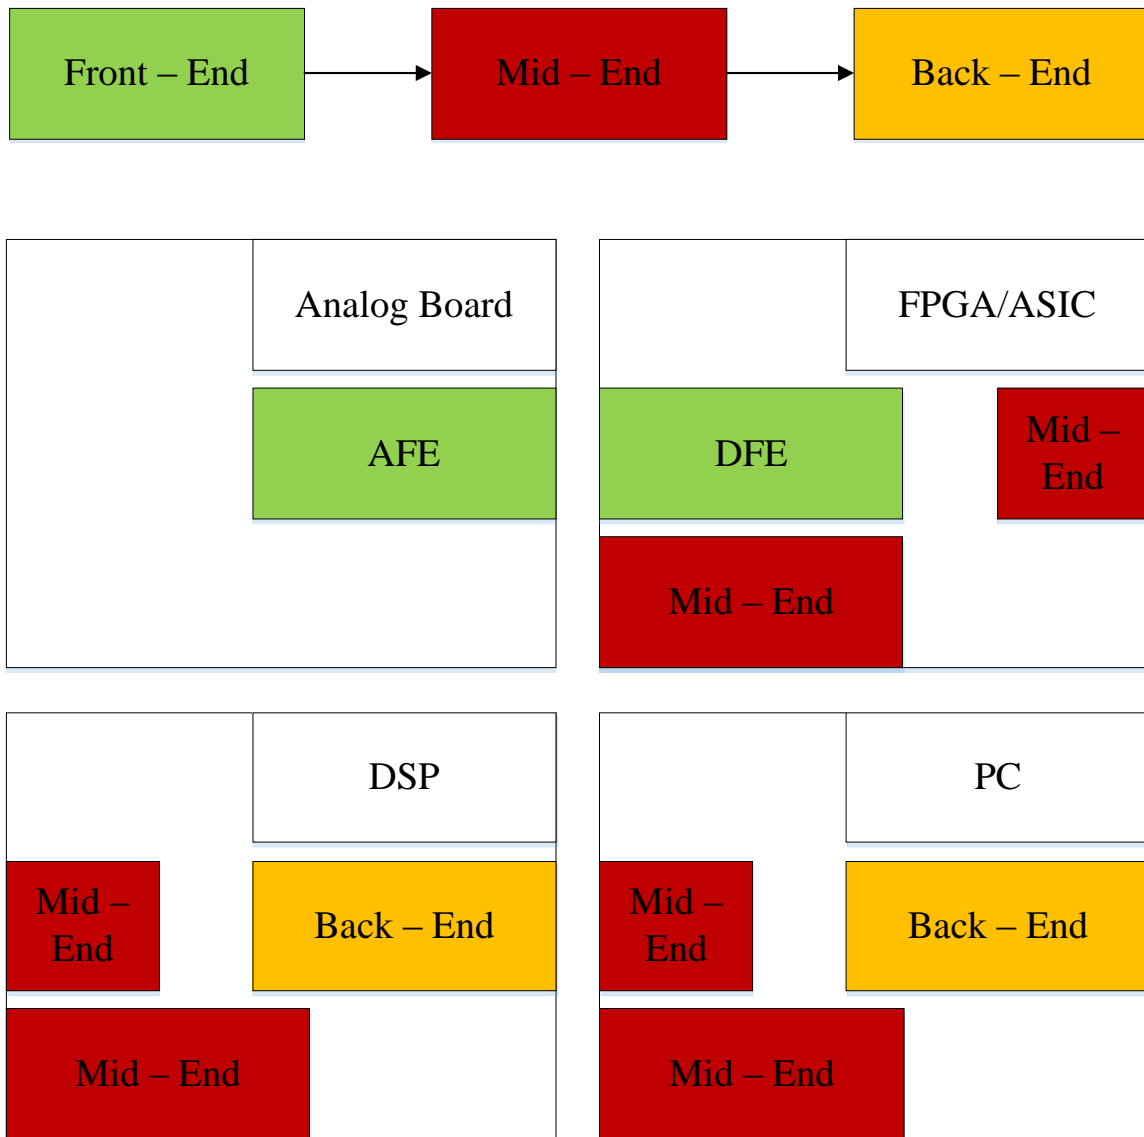 Front – End
Mid – End
Back – End
Analog Board
AFE
FPGA/ASIC
DFE
Mid –
End
Mid – End
DSP
Mid –
End
Back – End
Mid – End
PC
Mid –
End
Back – End
Mid – End